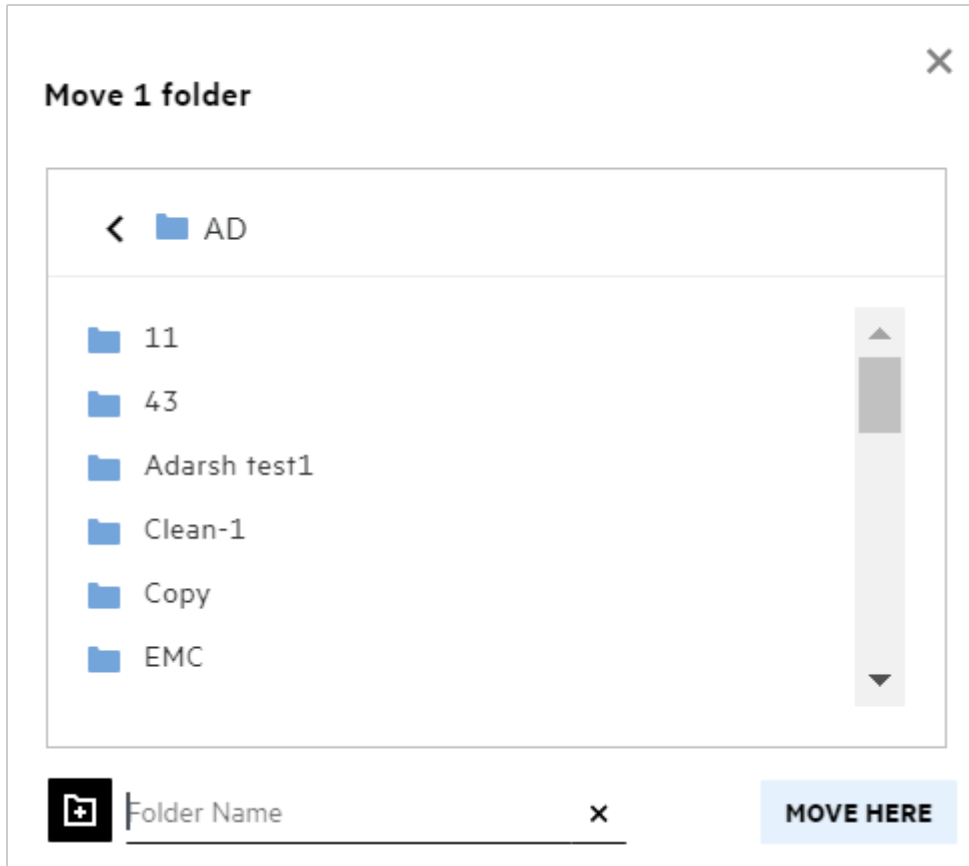 Move 1 folder
AD
11
43
Adarsh test1
Clean-1
Copy
EMC
Folder Name
MOVE HERE